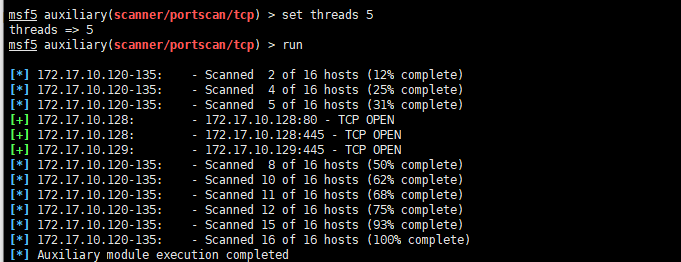 msf5 auxiliary(scanner/portscan/tcp) > set threads 5
threads => 5
msf5 auxiliary(scanner/portscan/tcp) > run
[*] 172.17.10.120-135:    - Scanned  2 of 16 hosts (12% complete)
[*] 172.17.10.120-135:    - Scanned  4 of 16 hosts (25% complete)
[*] 172.17.10.120-135:    - Scanned  5 of 16 hosts (31% complete)
[+] 172.17.10.128:        - 172.17.10.128:80 - TCP OPEN
[+] 172.17.10.128:        - 172.17.10.128:445 - TCP OPEN
[+] 172.17.10.129:        - 172.17.10.129:445 - TCP OPEN
[*] 172.17.10.120-135:    - Scanned  8 of 16 hosts (50% complete)
[*] 172.17.10.120-135:    - Scanned 10 of 16 hosts (62% complete)
[*] 172.17.10.120-135:    - Scanned 11 of 16 hosts (68% complete)
[*] 172.17.10.120-135:    - Scanned 12 of 16 hosts (75% complete)
[*] 172.17.10.120-135:    - Scanned 15 of 16 hosts (93% complete)
[*] 172.17.10.120-135:    - Scanned 16 of 16 hosts (100% complete)
[*] Auxiliary module execution completed